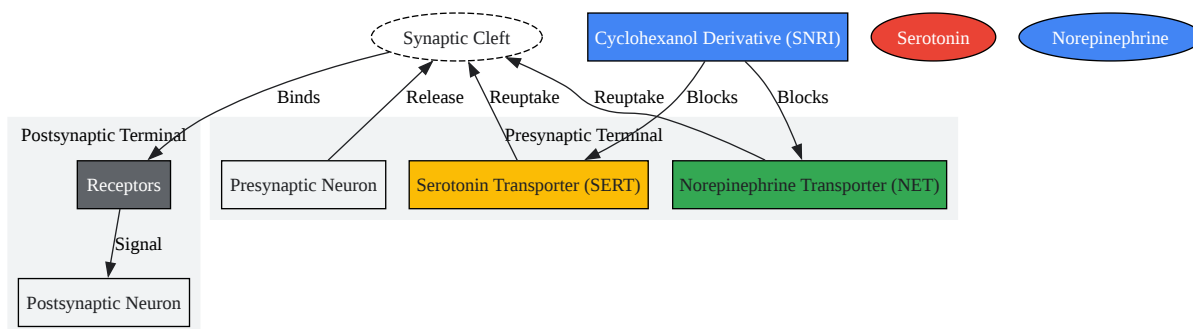 Synaptic Cleft
Cyclohexanol Derivative (SNRI)
Serotonin
Norepinephrine
Binds
Release
Reuptake
Reuptake
Blocks
Blocks
Postsynaptic Terminal
Presynaptic Terminal
Receptors
Presynaptic Neuron
Serotonin Transporter (SERT)
Norepinephrine Transporter (NET)
Signal
Postsynaptic Neuron